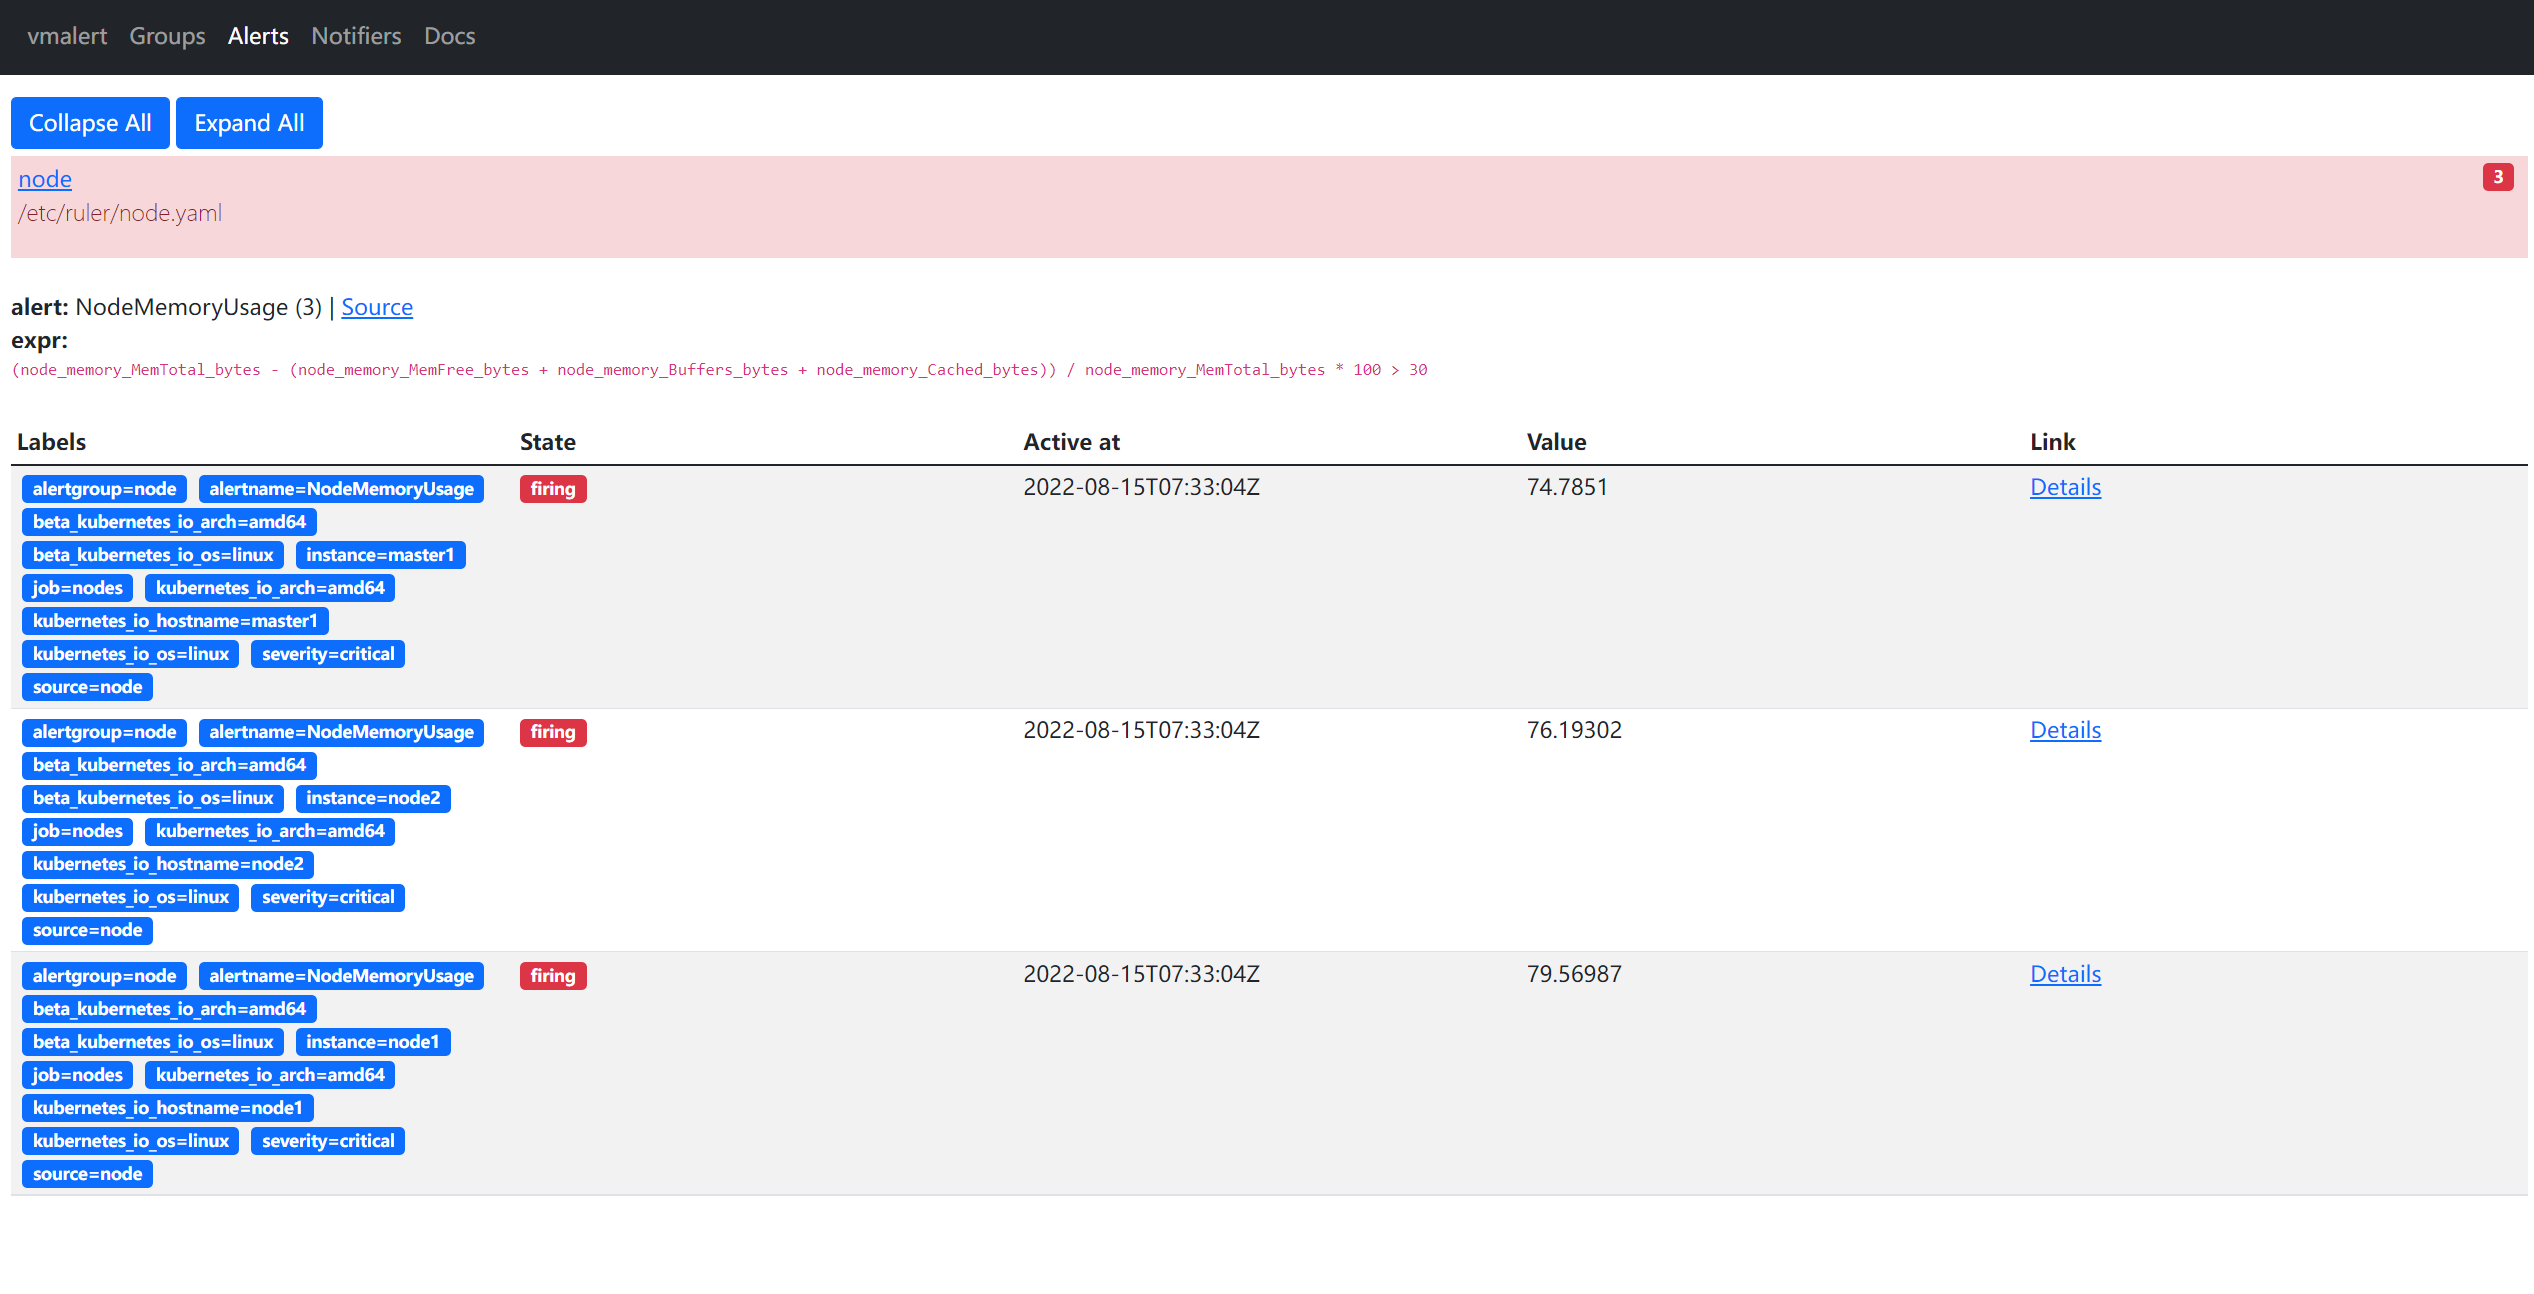 vmalert Groups Alerts Notifiers Docs
Collapse All Expand All
node 3
/etc/ruler/node.yaml
alert: NodeMemoryUsage (3) | Source
expr:
(node_memory_MemTotal_bytes - (node_memory_MemFree_bytes + node_memory_Buffers_bytes + node_memory_Cached_bytes)) / node_memory_MemTotal_bytes * 100 > 30
Labels State Active at Value Link
alertgroup=node alertname=NodeMemoryUsage firing 2022-08-15T07:33:04Z 74.7851 Details
beta_kubernetes_io_arch=amd64
beta_kubernetes_io_os=linux instance=master1
job=nodes kubernetes_io_arch=amd64
kubernetes_io_hostname=master1
kubernetes_io_os=linux severity=critical
source=node
alertgroup=node alertname=NodeMemoryUsage firing 2022-08-15T07:33:04Z 76.19302 Details
beta_kubernetes_io_arch=amd64
beta_kubernetes_io_os=linux instance=node2
job=nodes kubernetes_io_arch=amd64
kubernetes_io_hostname=node2
kubernetes_io_os=linux severity=critical
source=node
alertgroup=node alertname=NodeMemoryUsage firing 2022-08-15T07:33:04Z 79.56987 Details
beta_kubernetes_io_arch=amd64
beta_kubernetes_io_os=linux instance=node1
job=nodes kubernetes_io_arch=amd64
kubernetes_io_hostname=node1
kubernetes_io_os=linux severity=critical
source=node